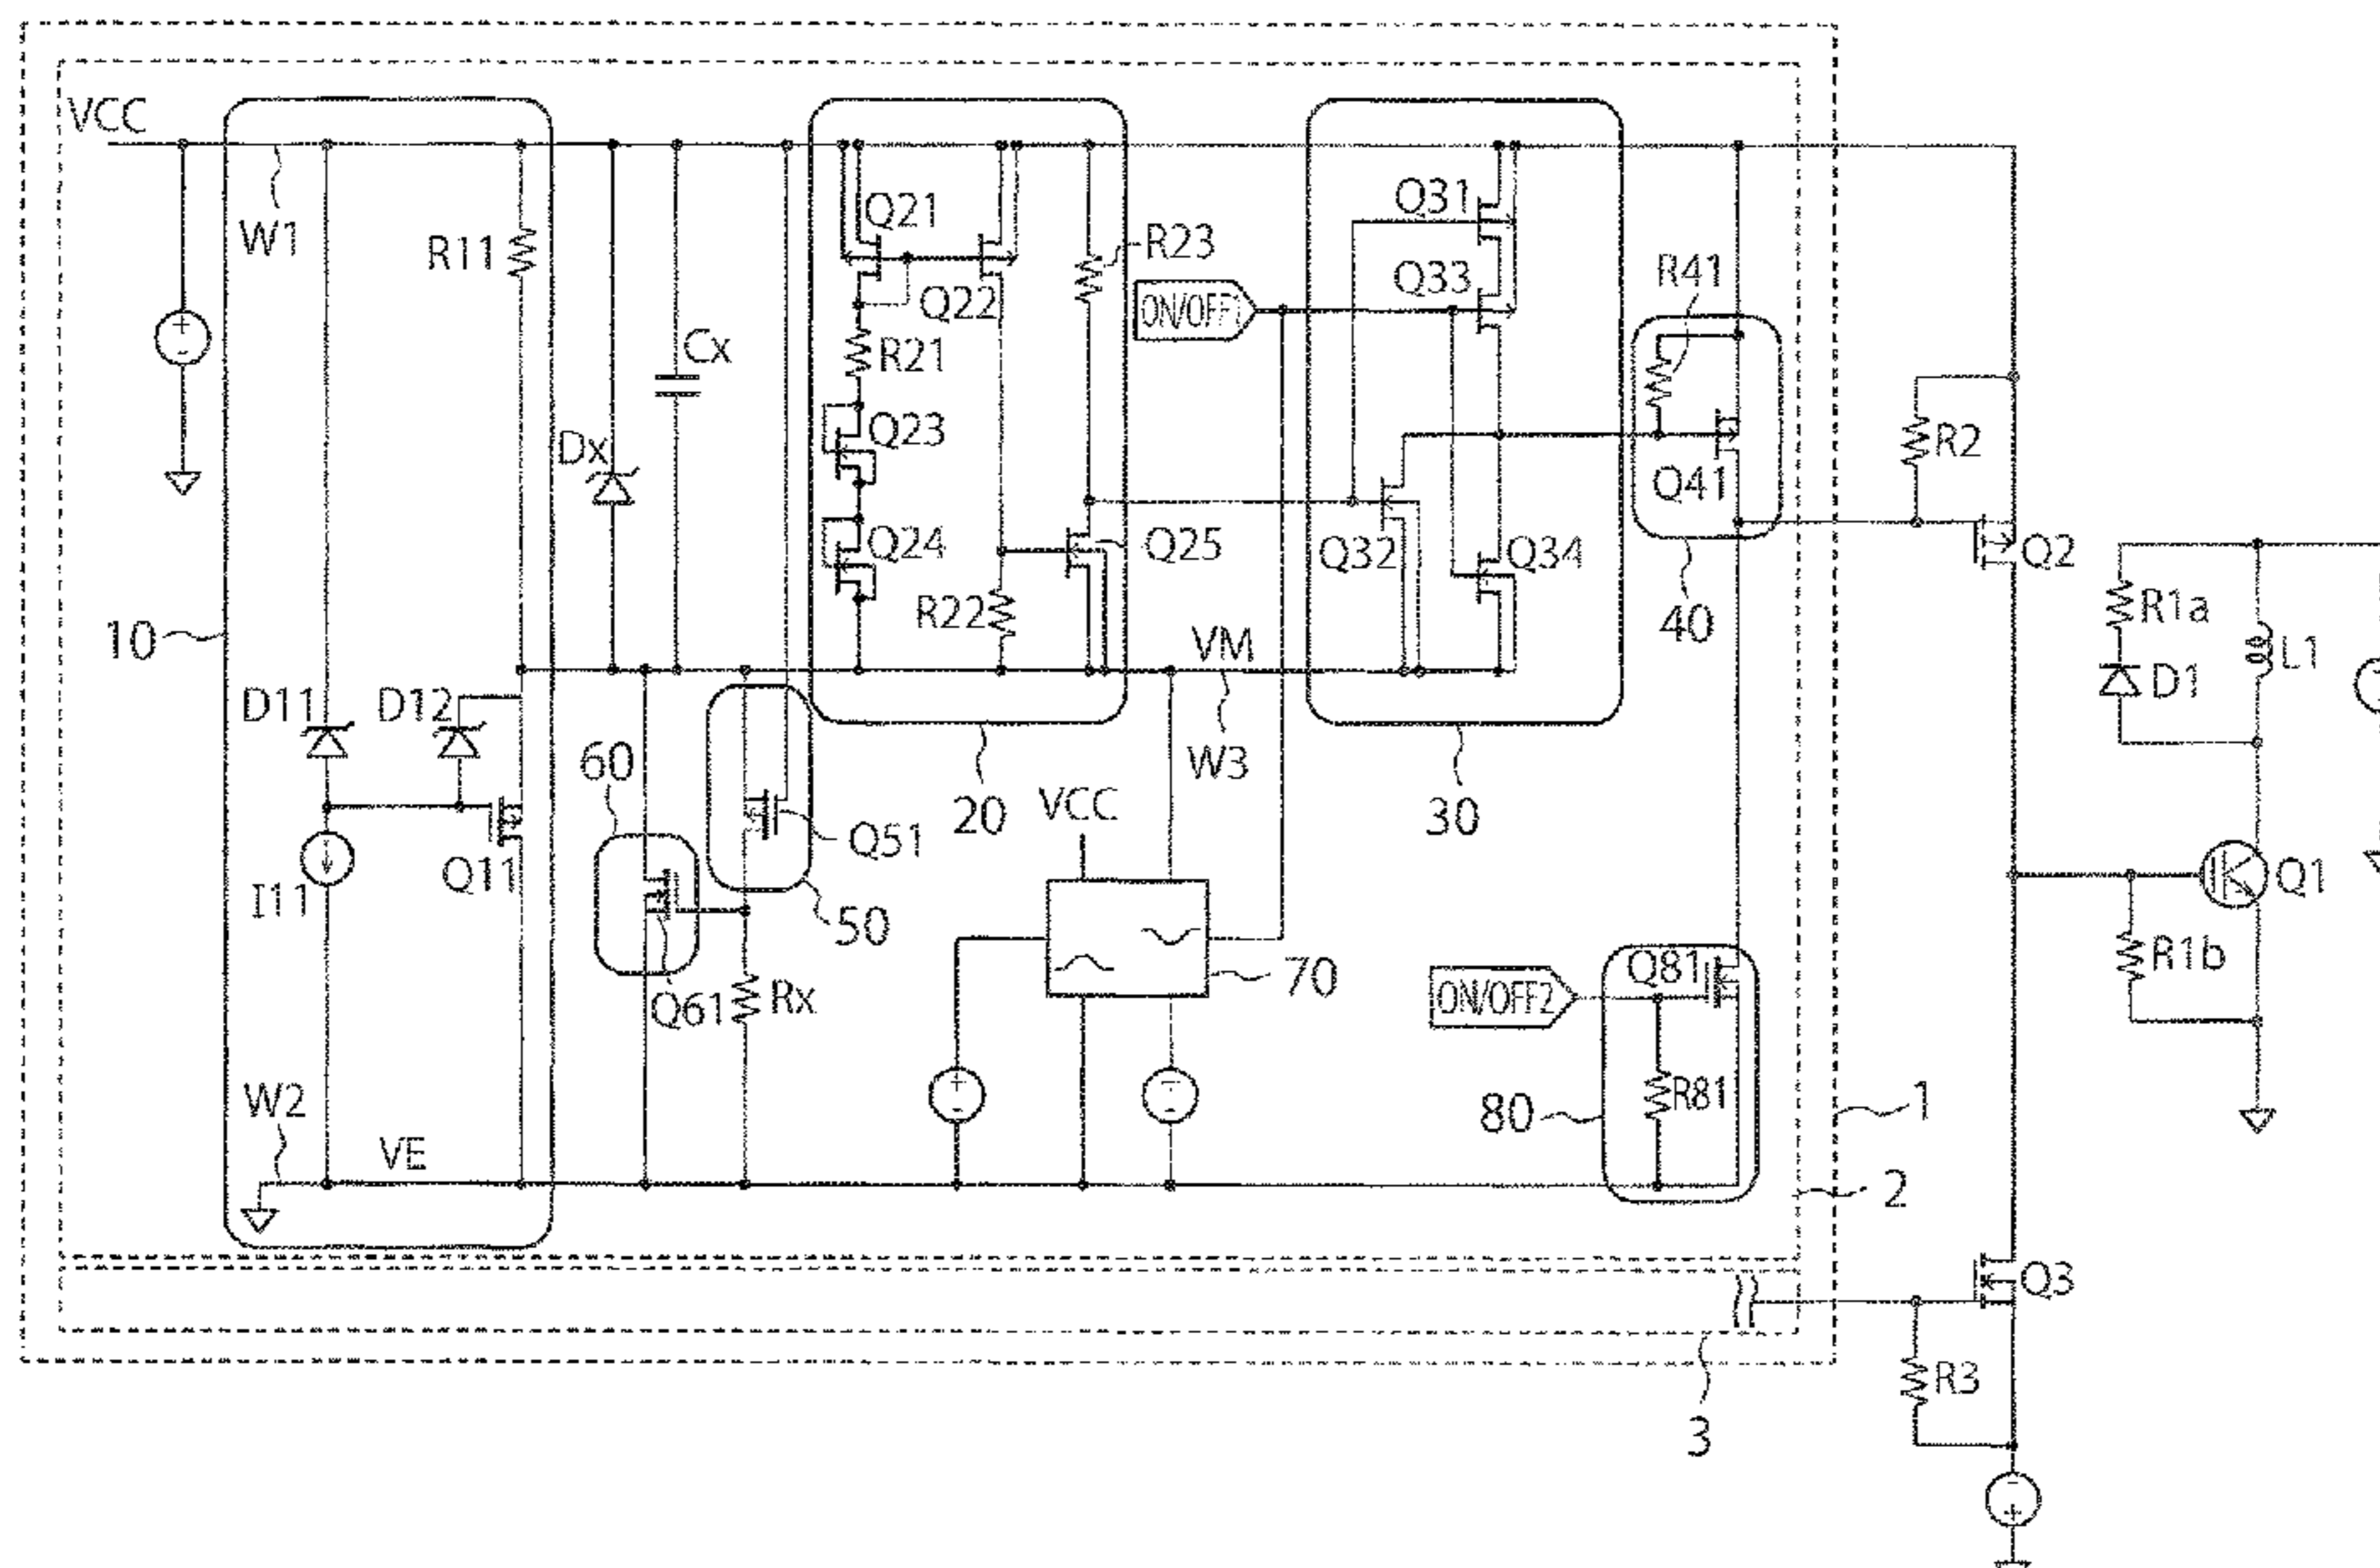 VCC
W1
R11
Q21
Q22
R23
ON/OFF1
Q31
Q33
R41
Cx
R21
Dx
Q23
Q24
Q25
R22
Q32
Q34
Q41
40
R2
Q2
R1a
L1
D1
10
D11
D12
VM
W3
60
20
30
VCC
Q51
Q11
I11
50
Q1
R1b
Q61
Rx
70
ON/OFF2
Q81
R81
80
W2
VE
1
2
Q3
R3
3